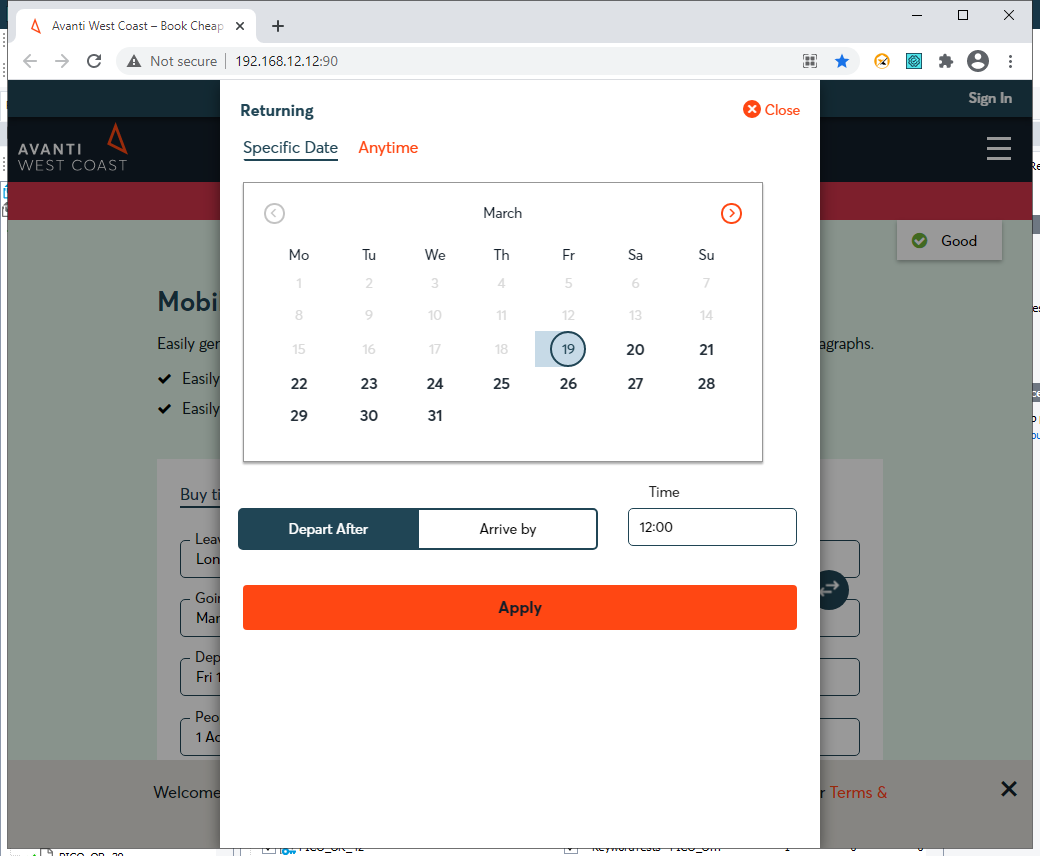 Avanti West Coast – Book Cheap
Not secure
192.168.12.12:90
Sign In
AVANTI
WEST COAST
Returning
Close
Specific Date
Anytime
March
Mo Tu We Th Fr Sa Su
1 2 3 4 5 6 7
8 9 10 11 12 13 14
15 16 17 18 19 20 21
22 23 24 25 26 27 28
29 30 31
Good
Mobi
Easily ger
agraphs.
Easily
Easily
Time
Depart After
Arrive by
12:00
Apply
Buy ti
Leav
Lon
Goir
Mar
Dep
Fri 1
Peo
1 Ad
Welcome
r Terms &